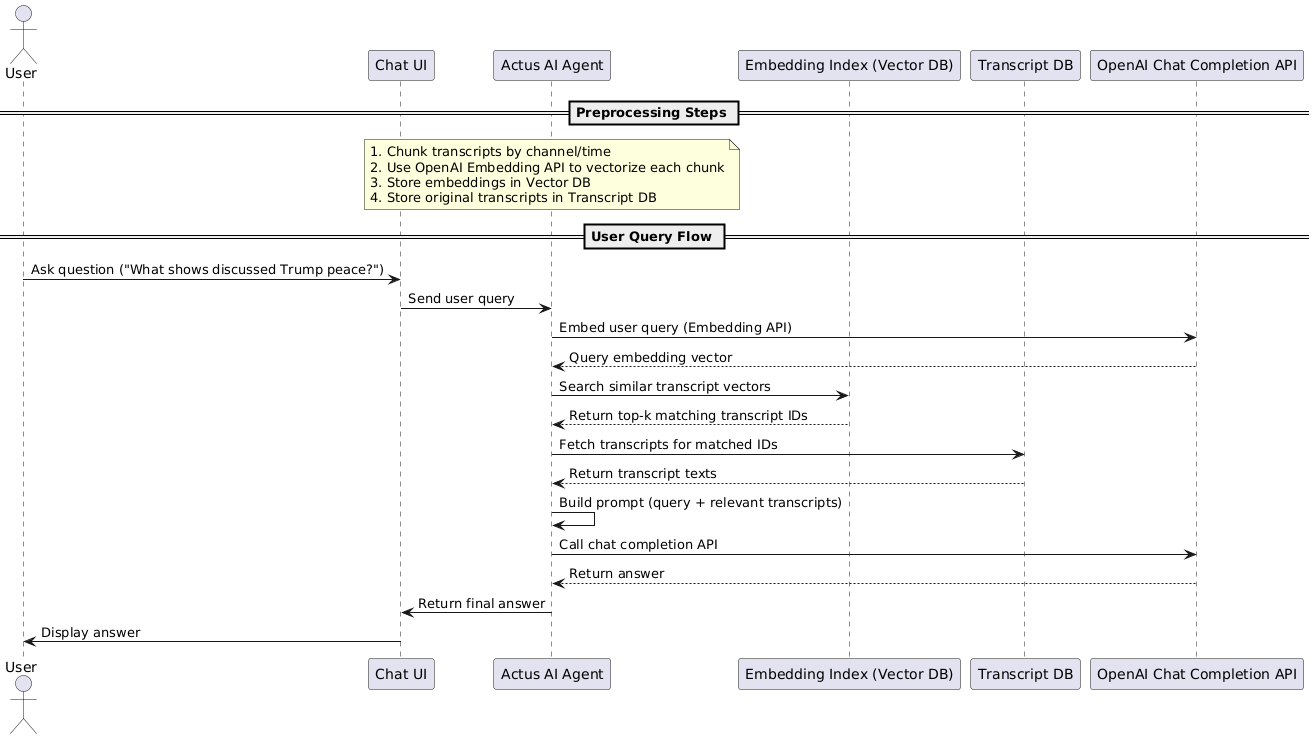 User
Chat UI
Actus AI Agent
Embedding Index (Vector DB)
Transcript DB
OpenAI Chat Completion API
Preprocessing Steps
1. Chunk transcripts by channel/time
2. Use OpenAI Embedding API to vectorize each chunk
3. Store embeddings in Vector DB
4. Store original transcripts in Transcript DB
User Query Flow
Ask question ("What shows discussed Trump peace?")
Send user query
Embed user query (Embedding API)
Query embedding vector
Search similar transcript vectors
Return top-k matching transcript IDs
Fetch transcripts for matched IDs
Return transcript texts
Build prompt (query + relevant transcripts)
Call chat completion API
Return answer
Return final answer
Display answer
User
Chat UI
Actus AI Agent
Embedding Index (Vector DB)
Transcript DB
OpenAI Chat Completion API